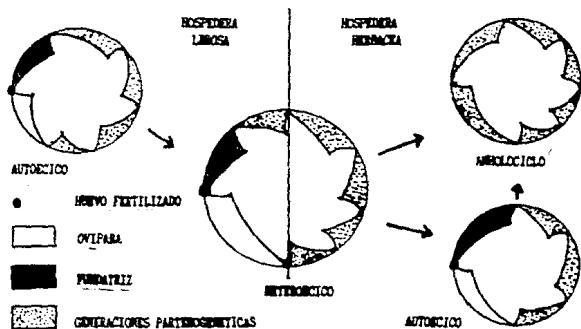 HOSPEDERA
LEÑOSA
HOSPEDERA
HERBACEA
AUTOECICO
HUEVO FERTILIZADO
OVIPARA
FUNDATRIZ
GENERACIONES PARTENOGENETICAS
HETEROECICO
ANHOLOCICLO
AUTOECICO